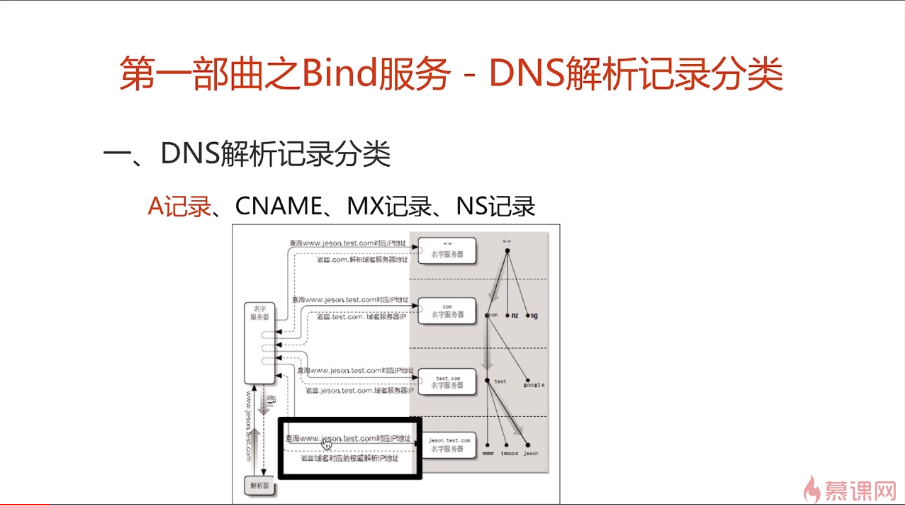 第一部曲之Bind服务 - DNS解析记录分类
一、DNS解析记录分类
A记录、CNAME、MX记录、NS记录
查询www.jeson.test.com对应IP地址
返回.com.解析域名服务器地址
" "
名字服务器
" "
名字
服务器
查询www.jeson.test.com对应IP地址
返回.test.com. 域名服务器IP
com
名字服务器
com
nz
sg
查询www.jeson.test.com对应IP地址
返回.jeson.test.com.域名服务器IP
test.com
名字服务器
test
google
www.jeson.test.com
查询www.jeson.test.com对应IP地址
返回域名对应的权威解析IP地址
jeson.test.com
名字服务器
www
imooc
jeson
解析器
慕课网